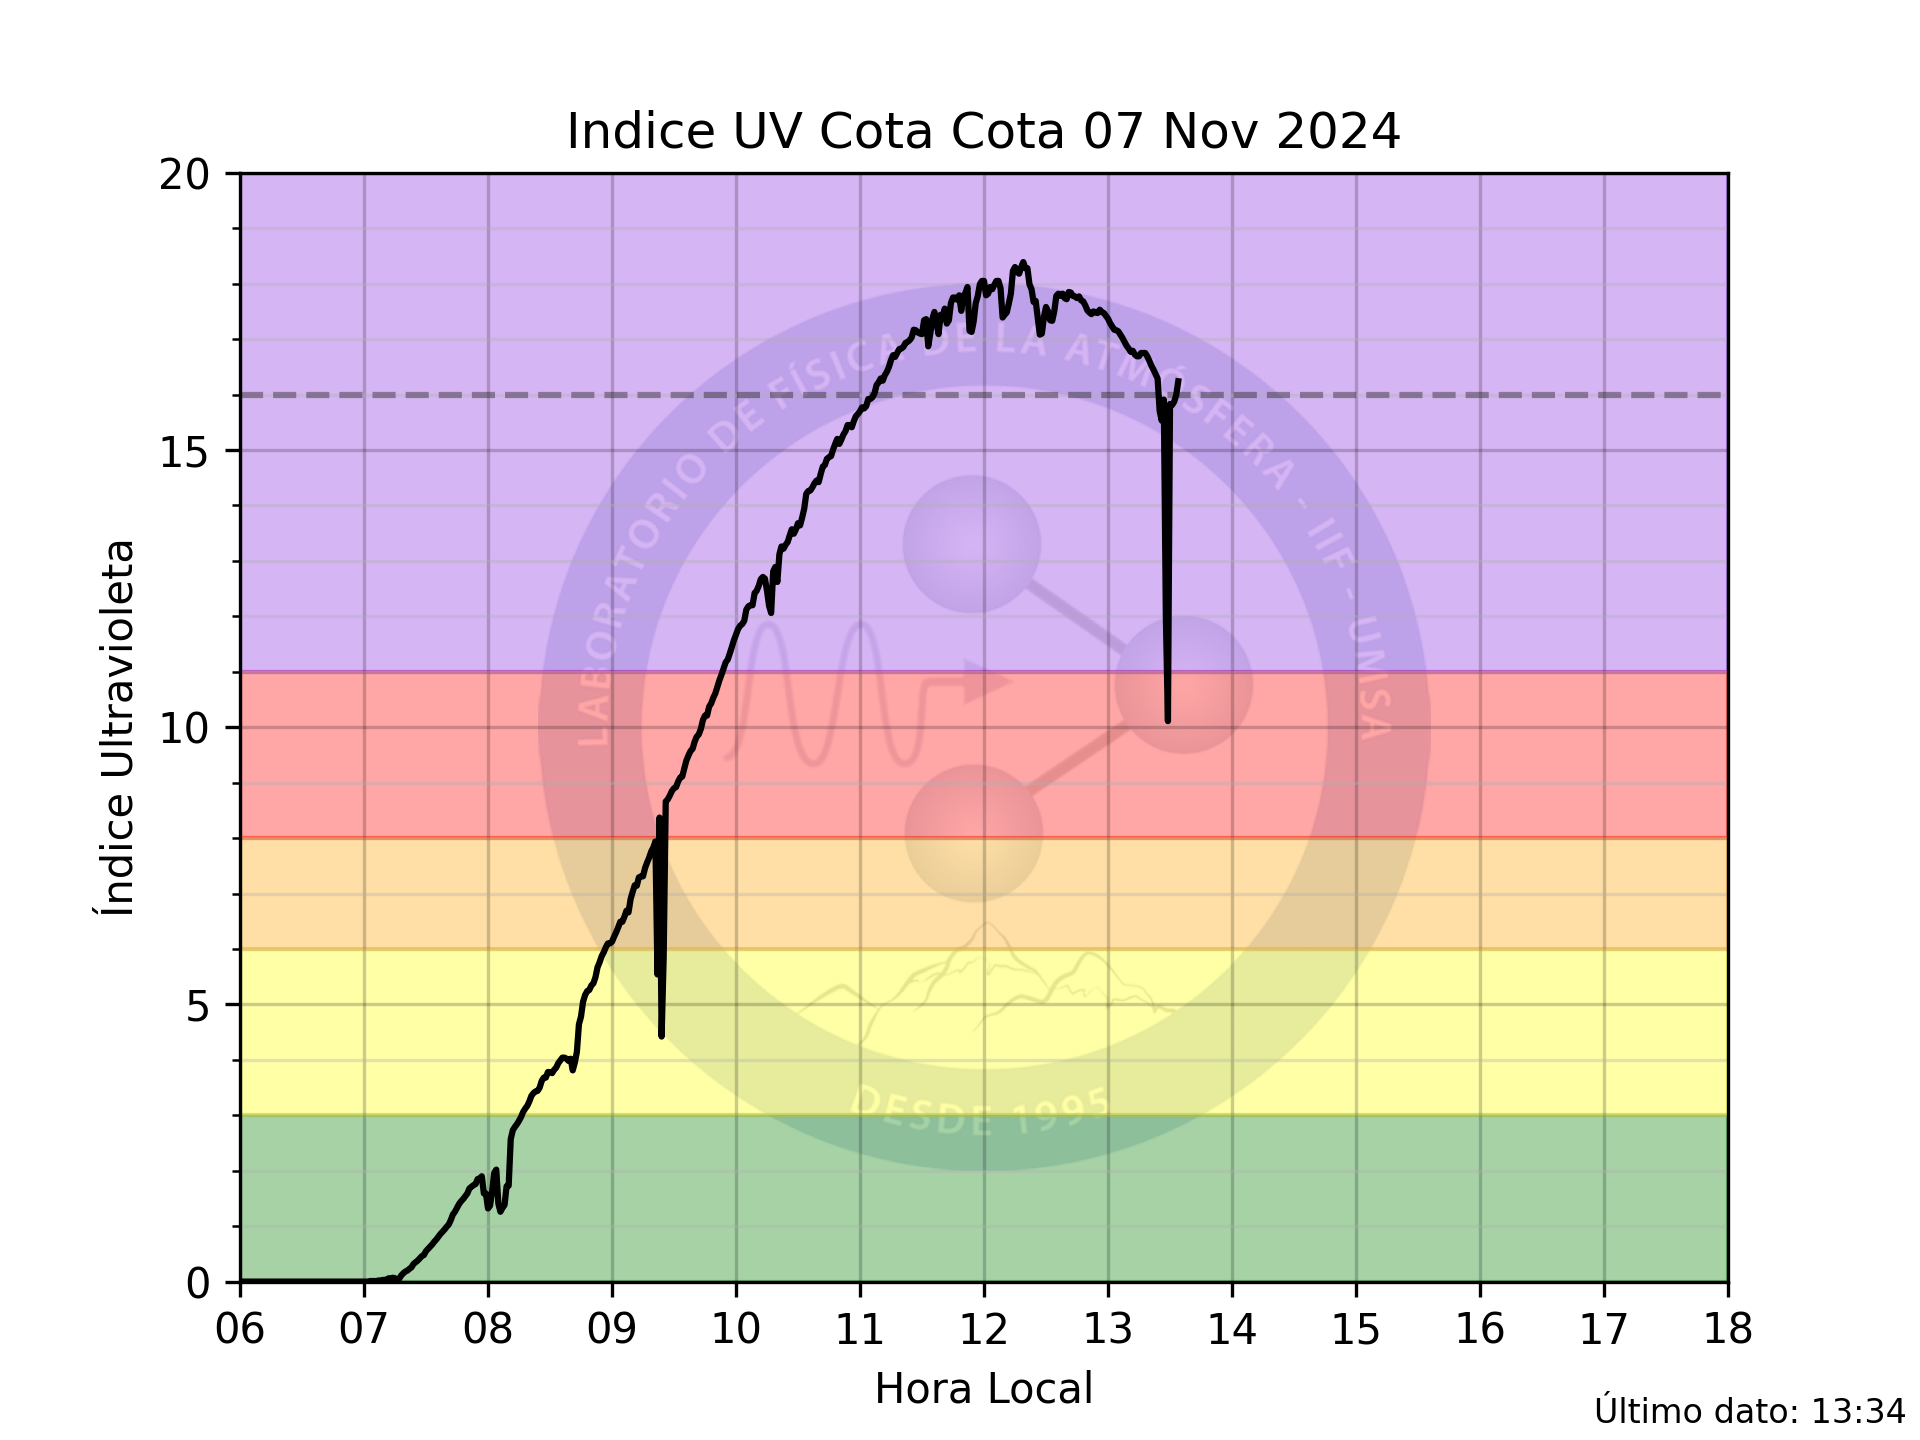 Indice UV Cota Cota 07 Nov 2024
20
15
10
5
0
Índice Ultravioleta
LABORATORIO DE FÍSICA DE LA ATMÓSFERA - IIF - UMSA
DESDE 1995
06 07 08 09 10 11 12 13 14 15 16 17 18
Hora Local
Último dato: 13:34